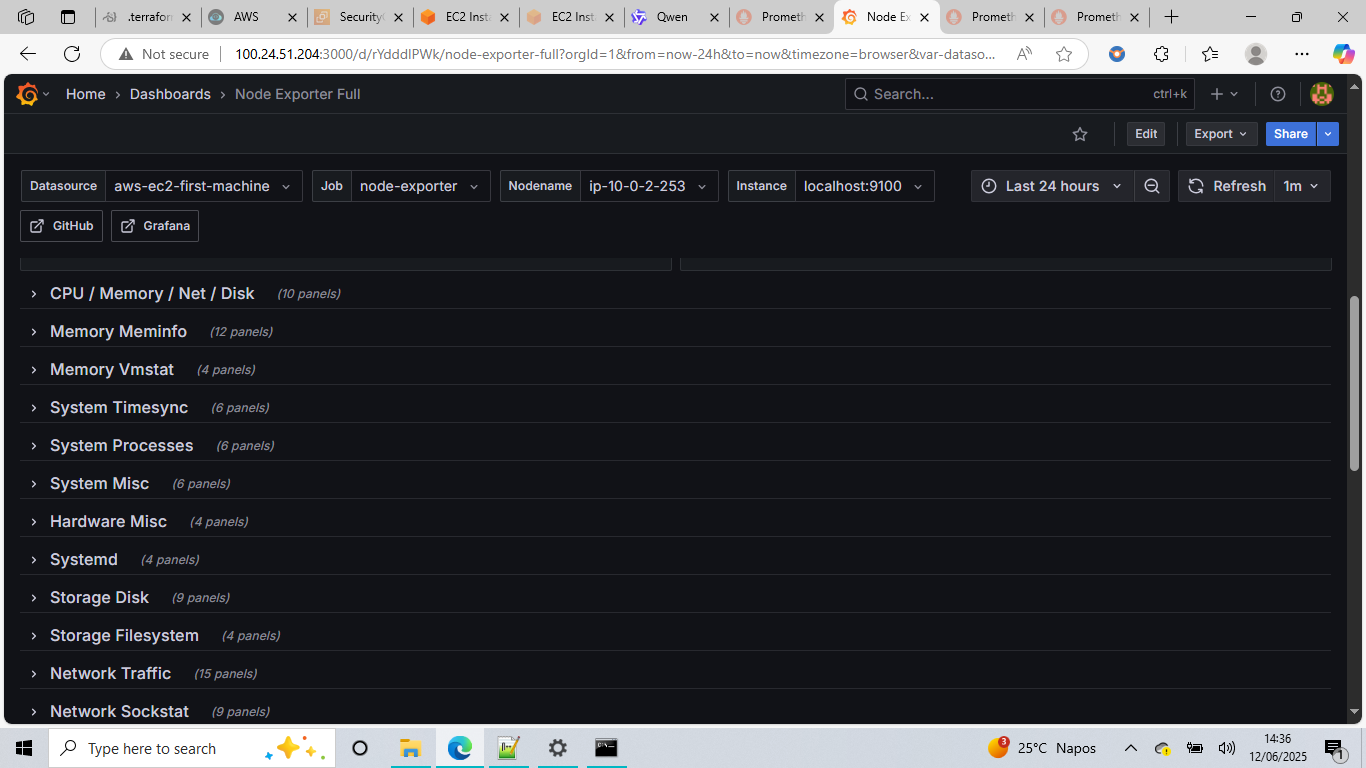 .terraform
AWS
Security
EC2 Inst
EC2 Inst
Qwen
Prometh
Node Ex
Prometh
Prometh
Not secure
100.24.51.204:3000/d/rYdddlPWk/node-exporter-full?orgId=1&from=now-24h&to=now&timezone=browser&var-dataso...
Home › Dashboards › Node Exporter Full
Search...
ctrl+k
Edit
Export
Share
Datasource aws-ec2-first-machine
Job node-exporter
Nodename ip-10-0-2-253
Instance localhost:9100
Last 24 hours
Refresh 1m
GitHub
Grafana
CPU / Memory / Net / Disk (10 panels)
Memory Meminfo (12 panels)
Memory Vmstat (4 panels)
System Timesync (6 panels)
System Processes (6 panels)
System Misc (6 panels)
Hardware Misc (4 panels)
Systemd (4 panels)
Storage Disk (9 panels)
Storage Filesystem (4 panels)
Network Traffic (15 panels)
Network Sockstat (9 panels)
Type here to search
3
25°C Napos
14:36
12/06/2025
1